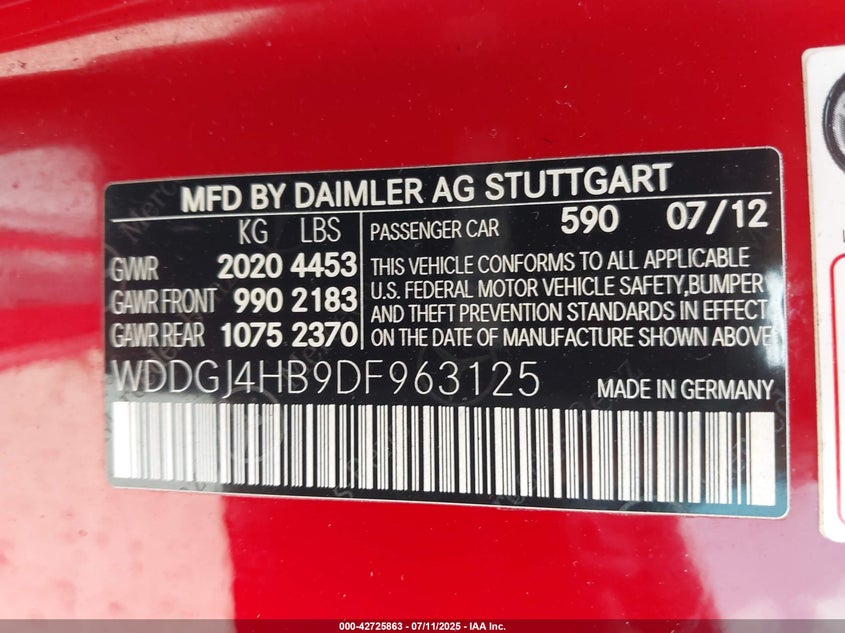 MFD BY DAIMLER AG STUTTGART
KG LBS
GVWR 2020 4453
GAWR FRONT 990 2183
GAWR REAR 1075 2370
PASSENGER CAR 590 07/12
THIS VEHICLE CONFORMS TO ALL APPLICABLE
U.S. FEDERAL MOTOR VEHICLE SAFETY,BUMPER
AND THEFT PREVENTION STANDARDS IN EFFECT
ON THE DATE OF MANUFACTURE SHOWN ABOVE
WDDGJ4HB9DF963125
MADE IN GERMANY
000-42725863 - 07/11/2025 - IAA Inc.